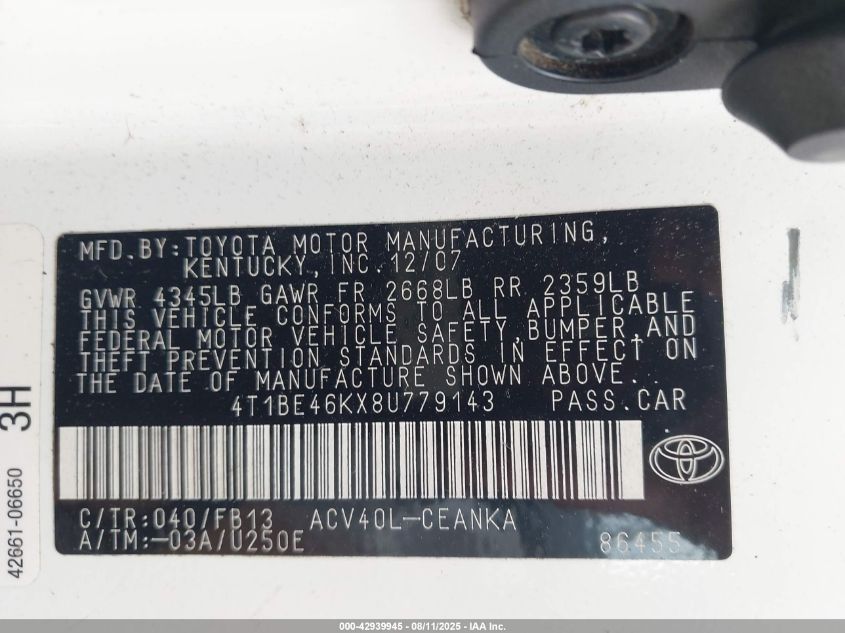 MFD.BY:TOYOTA MOTOR MANUFACTURING,
KENTUCKY,INC.12/07
GVWR 4345LB GAWR FR 2668LB RR 2359LB
THIS VEHICLE CONFORMS TO ALL APPLICABLE
FEDERAL MOTOR VEHICLE SAFETY,BUMPER,AND
THEFT PREVENTION STANDARDS IN EFFECT ON
THE DATE OF MANUFACTURE SHOWN ABOVE.
4T1BE46KX8U779143 PASS.CAR
C/TR:040/FB13 ACV40L-CEANKA
A/TM:-03A/U250E 86455
42661-06650 3H
000-42939945 - 08/11/2025 - IAA Inc.